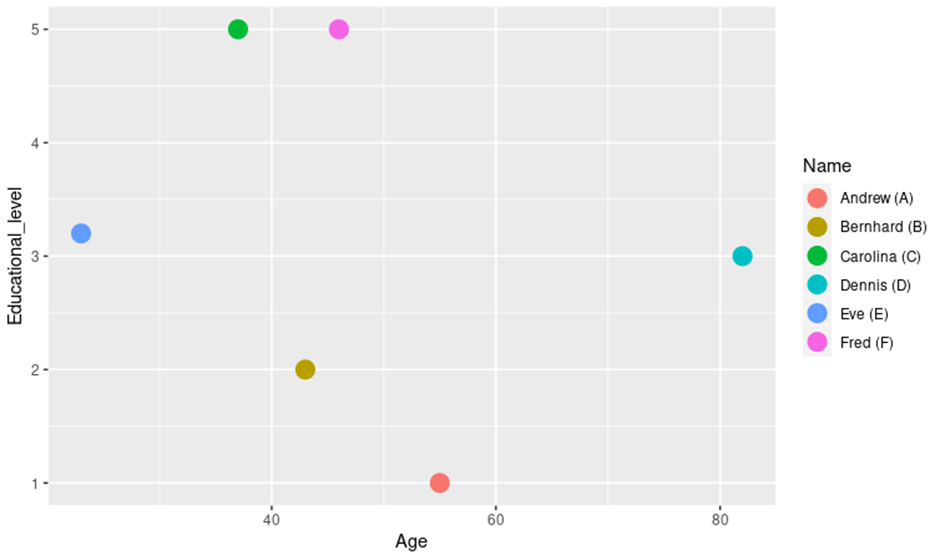 5
4
3
2
1
Educational_level
40 60 80
Age
Name
Andrew (A)
Bernhard (B)
Carolina (C)
Dennis (D)
Eve (E)
Fred (F)